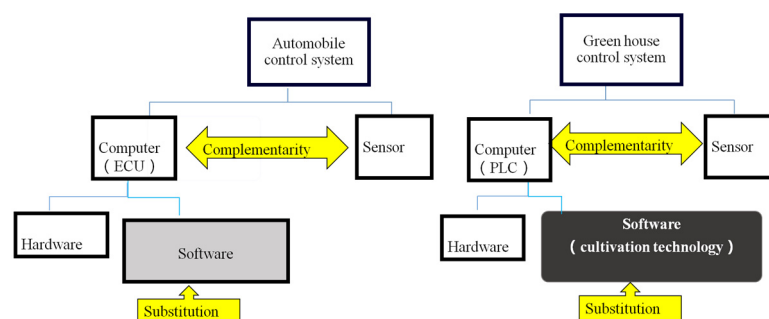 Automobile
control system
Computer
( ECU )
Complementarity
Sensor
Hardware
Software
Substitution
Green house
control system
Computer
( PLC )
Complementarity
Sensor
Hardware
Software
( cultivation technology )
Substitution